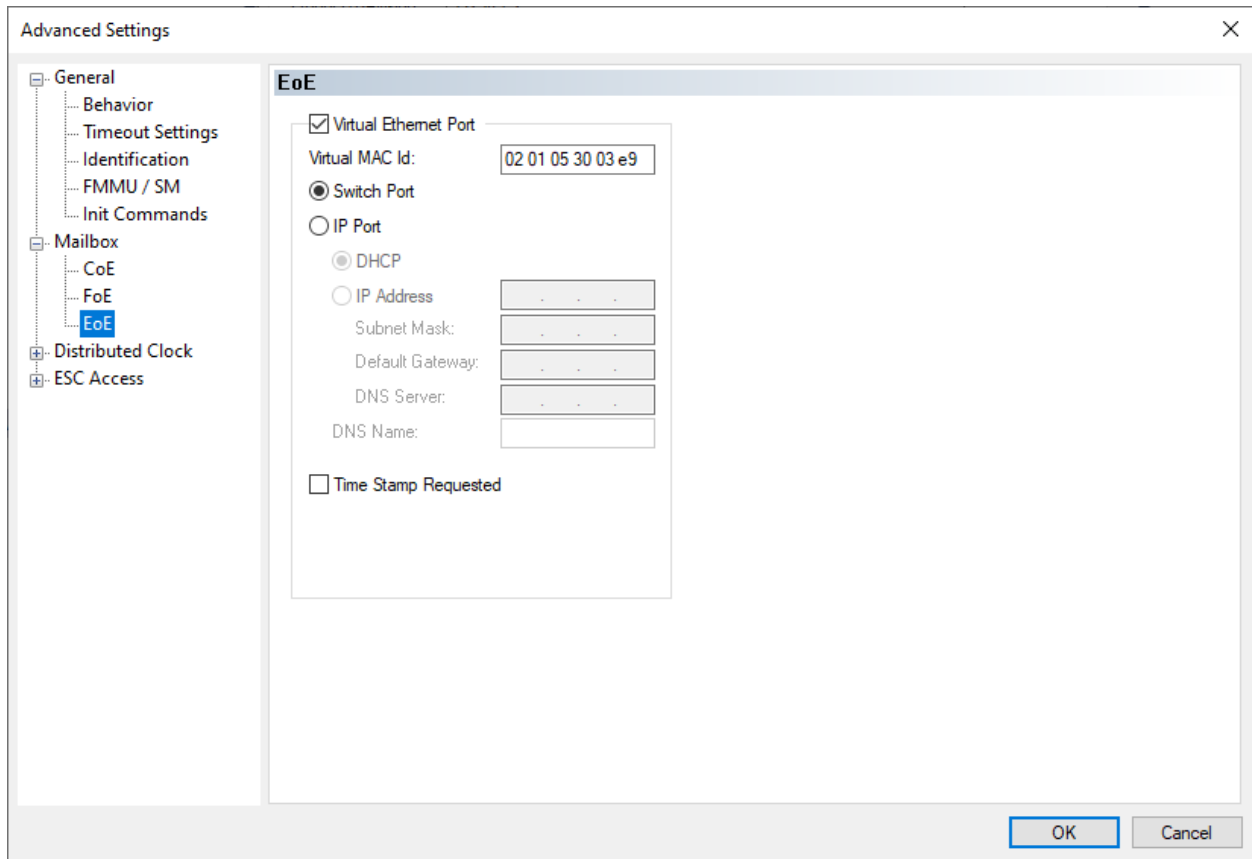 Advanced Settings
General
Behavior
Timeout Settings
Identification
FMMU / SM
Init Commands
Mailbox
CoE
FoE
EoE
Distributed Clock
ESC Access
EoE
Virtual Ethernet Port
Virtual MAC Id: 02 01 05 30 03 e9
Switch Port
IP Port
DHCP
IP Address . . .
Subnet Mask: . . .
Default Gateway: . . .
DNS Server: . . .
DNS Name:
Time Stamp Requested
OK Cancel